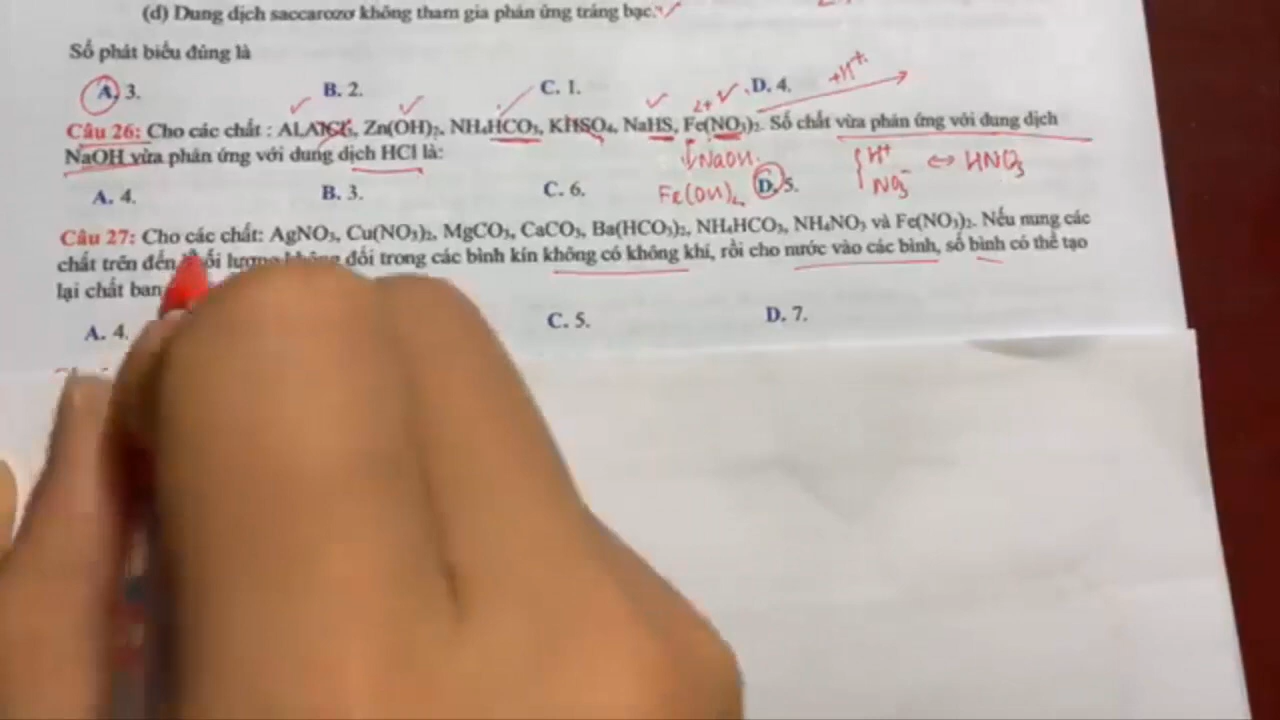 (d) Dung dịch saccarozơ không tham gia phản ứng tráng bạc.
Số phát biểu đúng là
A. 3. B. 2. C. 1. D. 4.
+H⁺
2+
Câu 26: Cho các chất : Zn(OH)₂, NH₄HCO₃, KHSO₄, NaHS, Fe(NO₃)₂. Số chất vừa phản ứng với dung dịch
NaOH vừa phản ứng với dung dịch HCl là:
↓ NaOH. H⁺ NO₃⁻ ⇔ HNO₃
Fe(OH)₂
A. 4. B. 3. C. 6. D. 5.
Câu 27: Cho các chất: AgNO₃, Cu(NO₃)₂, MgCO₃, CaCO₃, Ba(HCO₃)₂, NH₄HCO₃, NH₄NO₃ và Fe(NO₃)₂. Nếu nung các
chất trên đến đổi trong các bình kín không có không khí, rồi cho nước vào các bình, số bình có thể tạo
lại chất ban
A. 4. C. 5. D. 7.